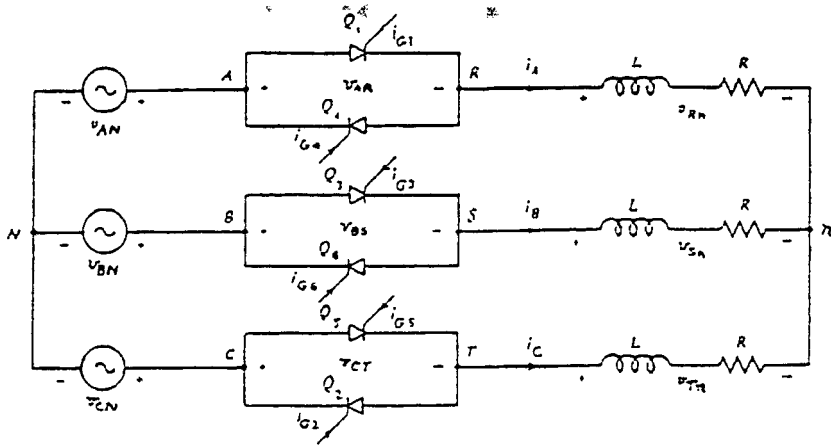 Q1 iG1
A + vAR − R iA L R
− + + −
vAN Q4 vRn
iG4
Q3 iG3
N B + vBS − S iB L R n
− + + −
vBN Q6 vSn
iG6
Q5 iG5
C + vCT − T iC L R
− + + −
vCN Q2 vTn
iG2